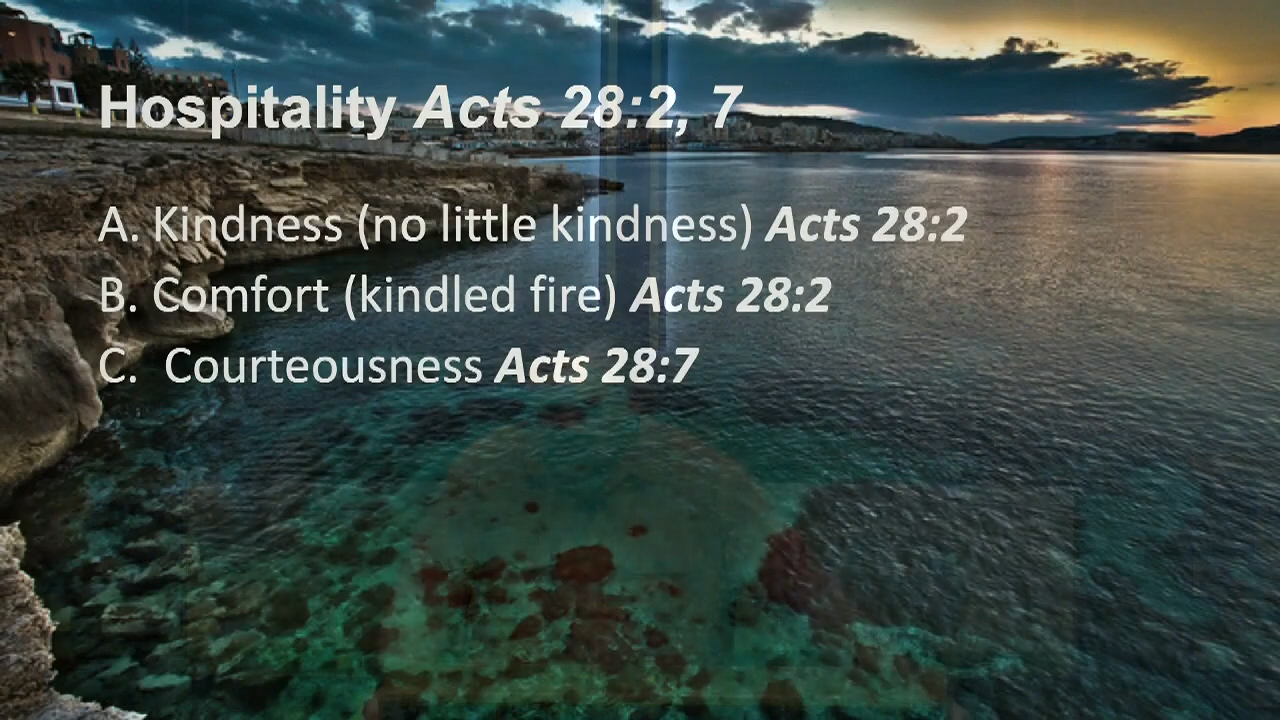 Hospitality Acts 28:2, 7
A. Kindness (no little kindness) Acts 28:2
B. Comfort (kindled fire) Acts 28:2
C. Courteousness Acts 28:7